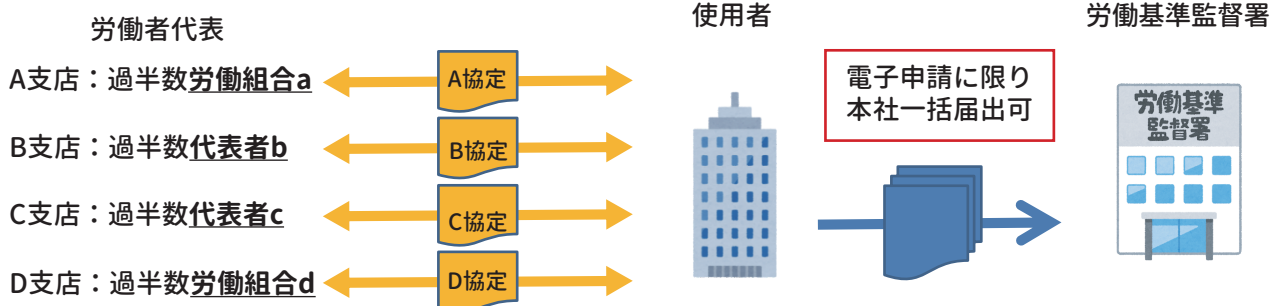 労働者代表
使用者
労働基準監督署
A支店：過半数労働組合a
A協定
B支店：過半数代表者b
B協定
C支店：過半数代表者c
C協定
D支店：過半数労働組合d
D協定
電子申請に限り
本社一括届出可
労働基準
監督署